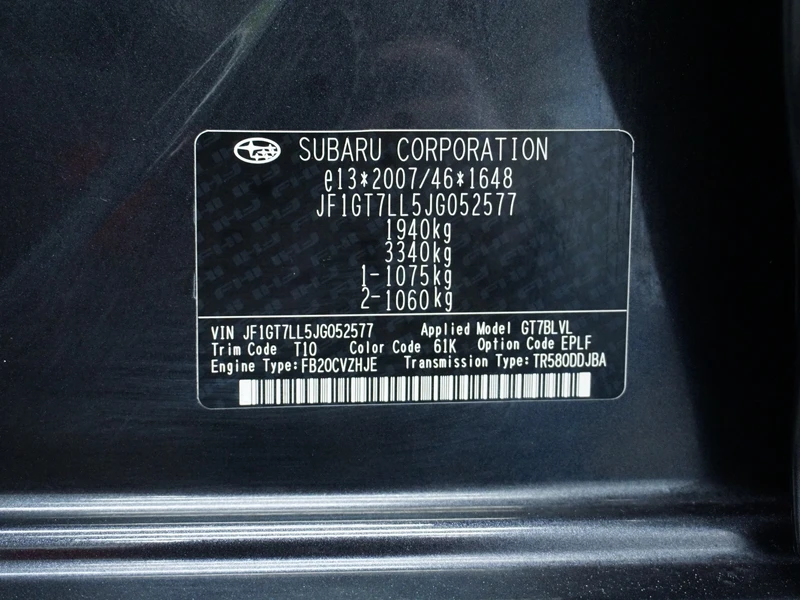 SUBARU CORPORATION
e13*2007/46*1648
JF1GT7LL5JG052577
1940kg
3340kg
1-1075kg
2-1060kg
VIN JF1GT7LL5JG052577 Applied Model GT7BLVL
Trim Code T10 Color Code 61K Option Code EPLF
Engine Type:FB20CVZHJE Transmission Type:TR580DDJBA